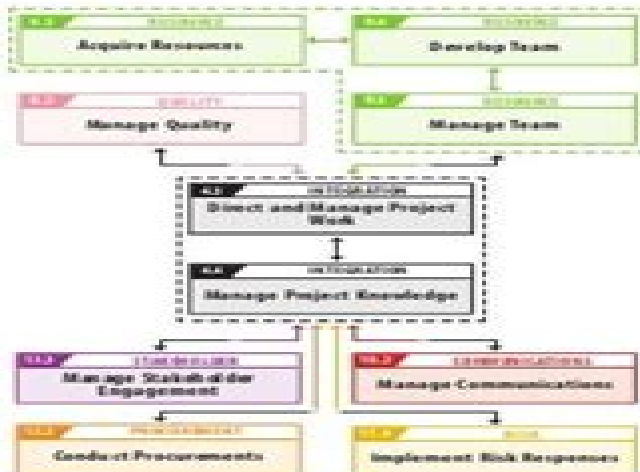 RESOURCE
Acquire Resources
RESOURCE
Develop Team
QUALITY
Manage Quality
RESOURCE
Manage Team
INTEGRATION
Direct and Manage Project
Work
INTEGRATION
Manage Project Knowledge
STAKEHOLDER
Manage Stakeholder
Engagement
COMMUNICATIONS
Manage Communications
PROCUREMENT
Conduct Procurements
RISK
Implement Risk Responses